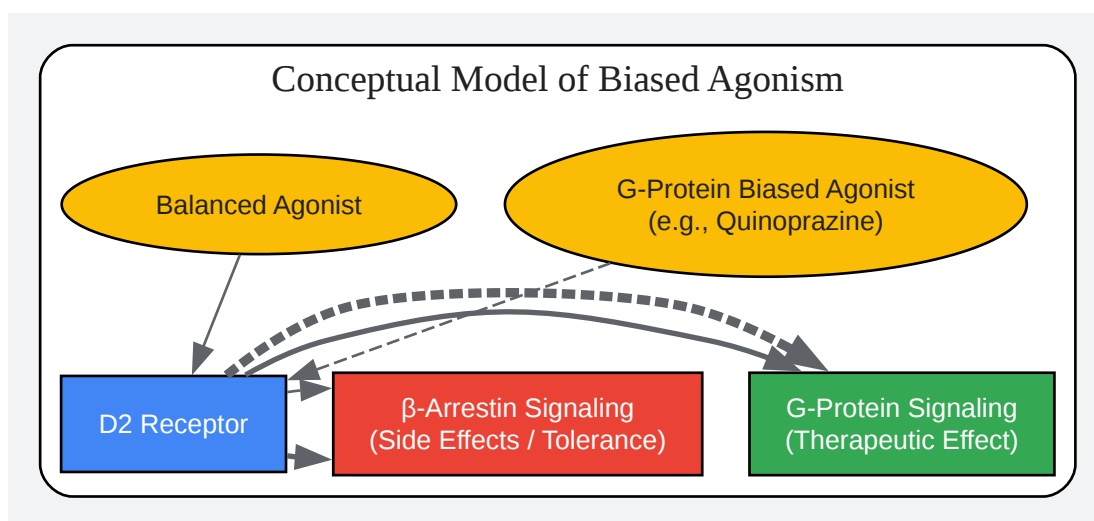 Conceptual Model of Biased Agonism
Balanced Agonist
G-Protein Biased Agonist
(e.g., Quinoprazine)
D2 Receptor
β-Arrestin Signaling
(Side Effects / Tolerance)
G-Protein Signaling
(Therapeutic Effect)